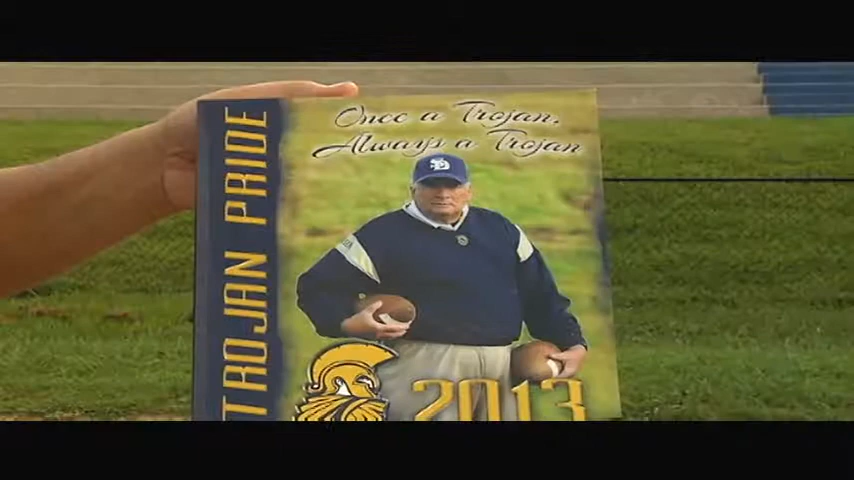 Once a Trojan,
Always a Trojan
TROJAN PRIDE
2013